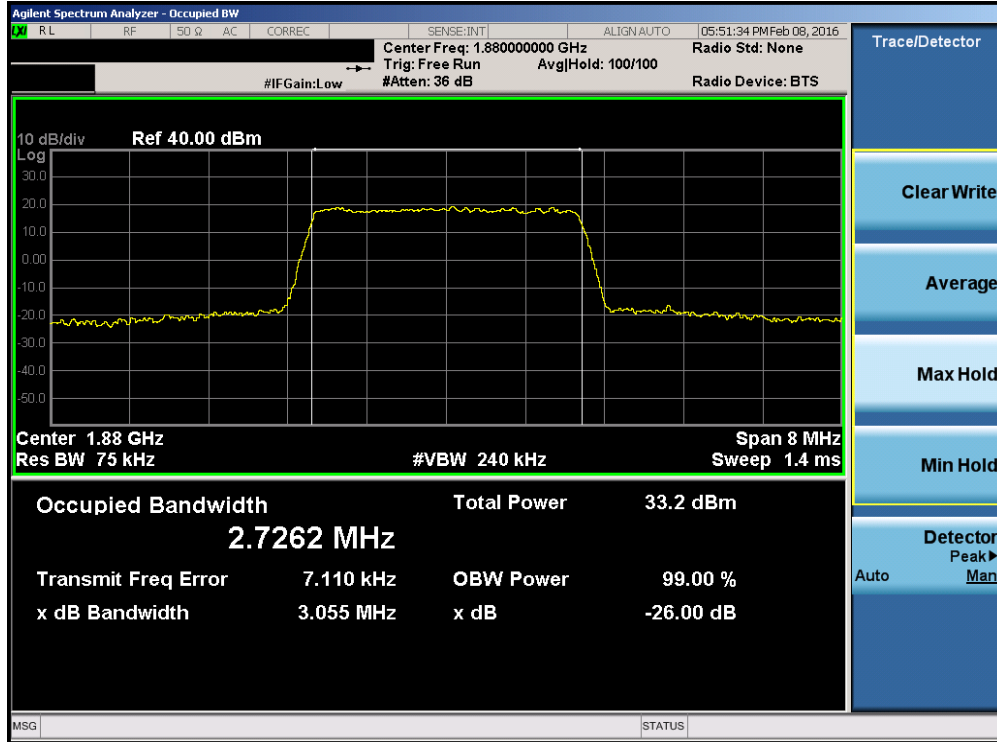 Agilent Spectrum Analyzer - Occupied BW
LXI RL RF 50 Ω AC CORREC SENSE:INT ALIGN AUTO 05:51:34 PM Feb 08, 2016
Center Freq: 1.880000000 GHz Radio Std: None
Trig: Free Run Avg|Hold: 100/100
#IFGain:Low #Atten: 36 dB Radio Device: BTS
10 dB/div Ref 40.00 dBm
Log
30.0
20.0
10.0
0.00
-10.0
-20.0
-30.0
-40.0
-50.0
Center 1.88 GHz Span 8 MHz
Res BW 75 kHz #VBW 240 kHz Sweep 1.4 ms
Occupied Bandwidth Total Power 33.2 dBm
2.7262 MHz
Transmit Freq Error 7.110 kHz OBW Power 99.00 %
x dB Bandwidth 3.055 MHz x dB -26.00 dB
MSG STATUS
Trace/Detector
Clear Write
Average
Max Hold
Min Hold
Detector
Peak▶
Auto Man